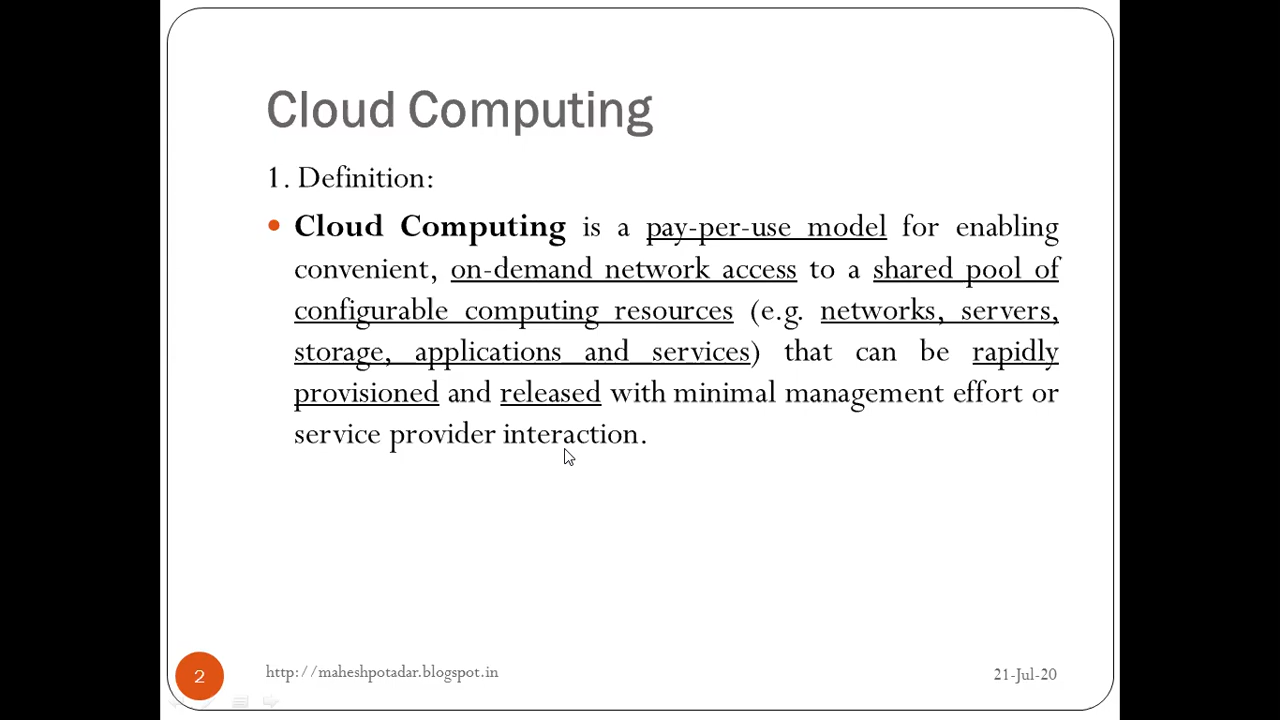 Cloud Computing
1. Definition:
Cloud Computing is a pay-per-use model for enabling
convenient, on-demand network access to a shared pool of
configurable computing resources (e.g. networks, servers,
storage, applications and services) that can be rapidly
provisioned and released with minimal management effort or
service provider interaction.
2
http://maheshpotadar.blogspot.in
21-Jul-20